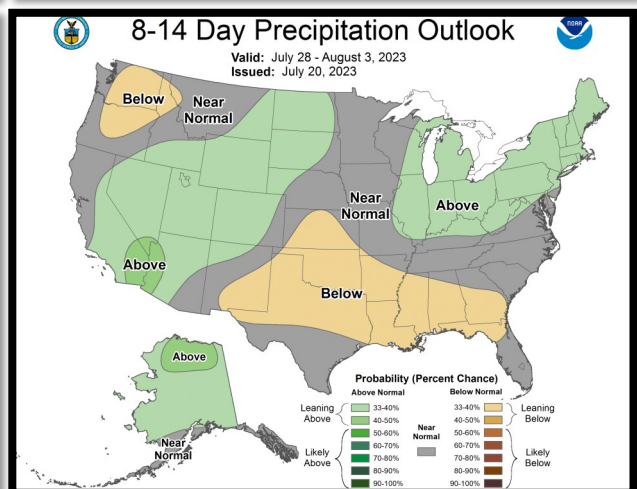 8-14 Day Precipitation Outlook
NOAA
Valid: July 28 - August 3, 2023
Issued: July 20, 2023
Below
Near
Normal
Near
Normal
Above
Above
Below
Above
Near
Normal
Probability (Percent Chance)
Above Normal
Below Normal
Leaning
Above
33-40%
40-50%
Likely
Above
50-60%
60-70%
70-80%
80-90%
90-100%
Near
Normal
33-40%
40-50%
Leaning
Below
50-60%
60-70%
70-80%
80-90%
90-100%
Likely
Below